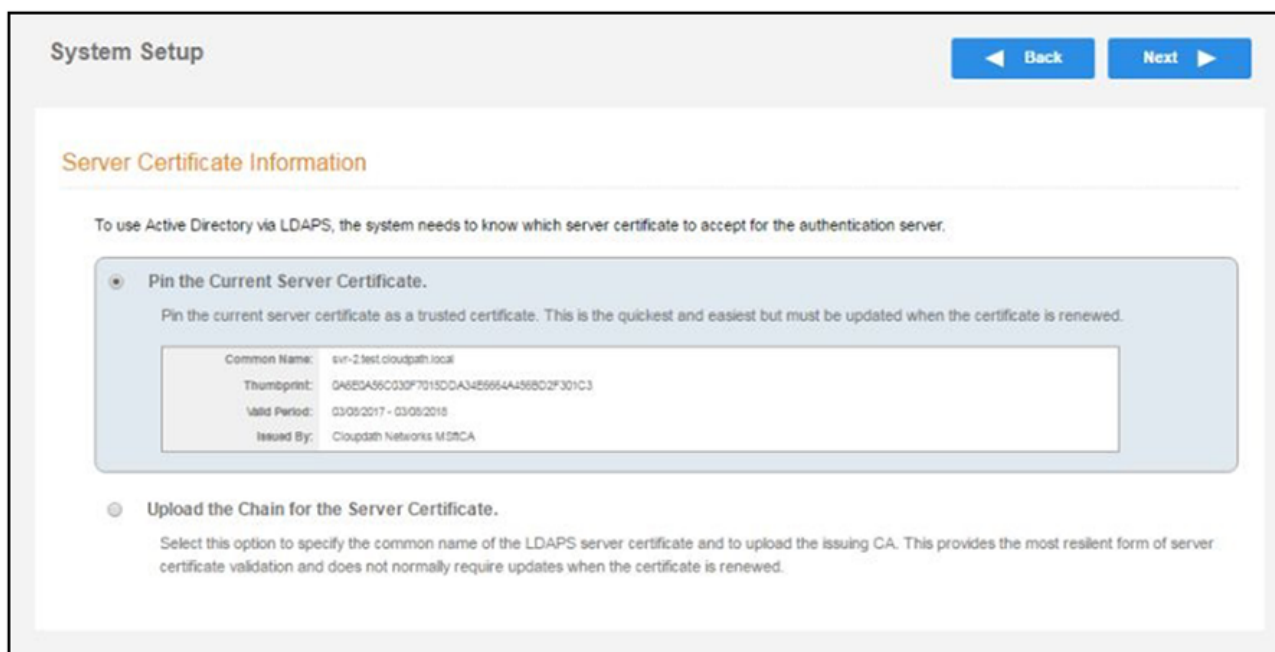 System Setup
Back
Next
Server Certificate Information
To use Active Directory via LDAPS, the system needs to know which server certificate to accept for the authentication server.
Pin the Current Server Certificate.
Pin the current server certificate as a trusted certificate. This is the quickest and easiest but must be updated when the certificate is renewed.
Common Name: svr-2.test.cloudpath.local
Thumbprint:
Valid Period: 03/08/2017 - 03/08/2018
Issued By: Cloupdath Networks MSftCA
Upload the Chain for the Server Certificate.
Select this option to specify the common name of the LDAPS server certificate and to upload the issuing CA. This provides the most resilent form of server
certificate validation and does not normally require updates when the certificate is renewed.